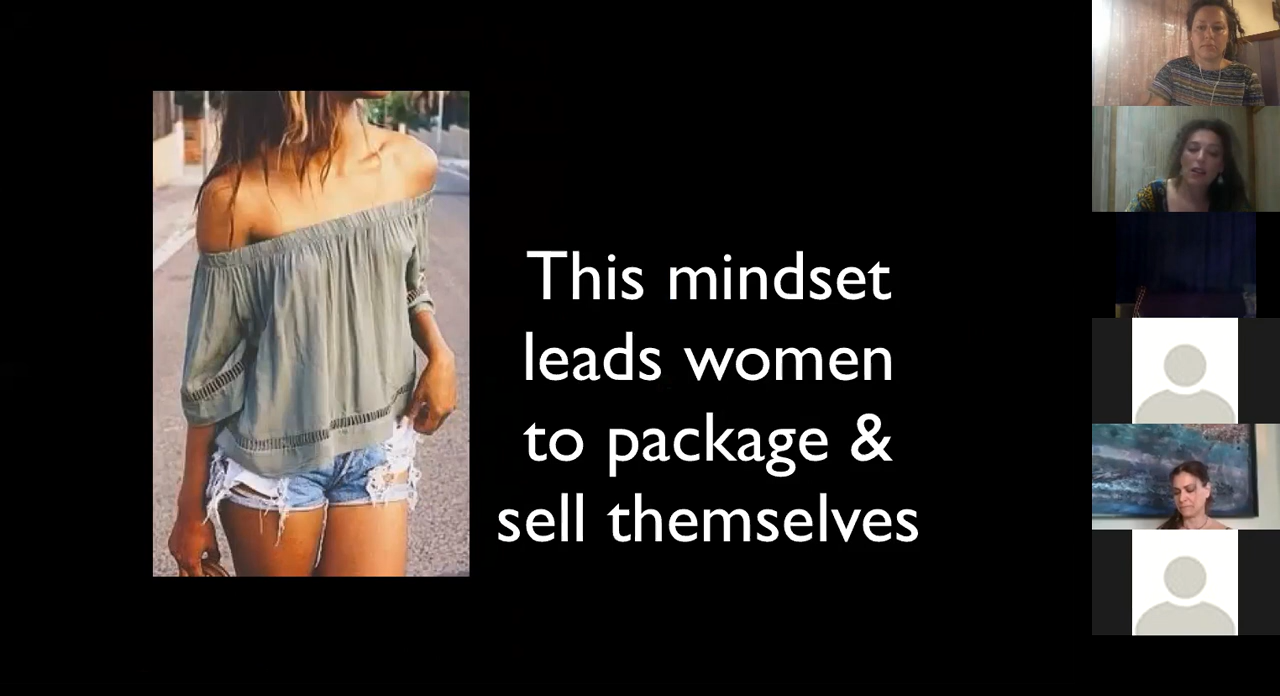 This mindset
leads women
to package &
sell themselves